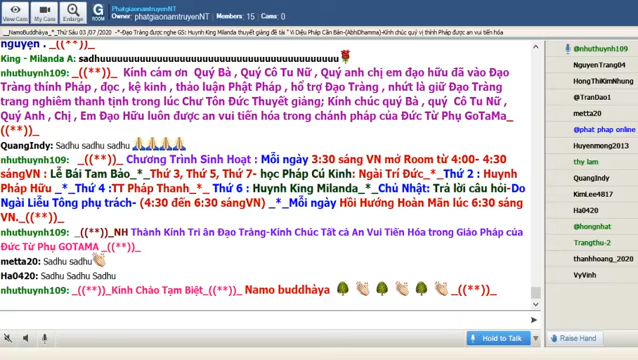 View Cam
My Cam
Enlarge
G
ROOM
Phatgiaonamtruyen NT
Owner: phatgiaonamtruyenNT Members: 15 Cams: 0
__NamoBuddhàya_*Thứ Sáu 03 /07 /2020 -*-Đạo Tràng được nghe GS: Huynh King Milanda thuyết giảng đề tài " Vi Diệu Pháp Căn Bản-(AbhiDhamma)-Kính chúc quý vị thính Pháp được an vui tiến hóa
nguyện . _((**))_
King - Milanda A: sadhuuuuuuuuuuuuuuuuuuuuuuuuuuuuuuuuuuuuuuuuu
nhuthuynh109: _((**))_ Kính cám ơn Quý Bà , Quý Cô Tu Nữ , Quý anh chị em đạo hữu đã vào Đạo
Tràng thính Pháp , đọc , kệ kinh , thảo luận Phật Pháp , hổ trợ Đạo Tràng , nhứt là giữ Đạo Tràng
trang nghiêm thanh tịnh trong lúc Chư Tôn Đức Thuyết giảng; Kính chúc quý Bà , quý Cô Tu Nữ ,
Quý Anh , Chị , Em Đạo Hữu luôn được an vui tiến hóa trong chánh pháp của Đức Từ Phụ GoTaMa_
((**))_
QuangIndy: Sadhu sadhu sadhu
nhuthuynh109: _((**))_ Chương Trình Sinh Hoạt : Mỗi ngày 3:30 sáng VN mở Room từ 4:00- 4:30
sángVN : Lễ Bái Tam Bảo_*_Thứ 3, Thứ 5, Thứ 7- học Pháp Cú Kinh: Ngài Trí Đức_*_Thứ 2 : Huynh
Pháp Hữu _*_Thứ 4 :TT Pháp Thanh_*_ Thứ 6 : Huynh King Milanda_*_Chủ Nhật: Trả lời câu hỏi-Do
Ngài Liễu Tông phụ trách- (4:30 đến 6:30 sángVN) _*_Mỗi ngày Hồi Hướng Hoàn Mãn lúc 6:30 sáng
VN._((**))_
nhuthuynh109: _((**))_NH Thành Kính Tri ân Đạo Tràng-Kính Chúc Tất cả An Vui Tiến Hóa trong Giáo Pháp của
Đức Từ Phụ GOTAMA _((**))_
metta20: Sadhu sadhu
Ha0420: Sadhu Sadhu Sadhu
nhuthuynh109: _((**))_Kính Chào Tạm Biệt_((**))_ Namo buddhàya _((**))_
Hold to Talk
Raise Hand
@nhuthuynh109
NguyenTrang04
HongThiKimNhung
@TranDao1
metta20
@phat phap online
Huyenmong2013
thy lam
QuangIndy
KimLee4817
Ha0420
@hongnhat
Trangthu-2
thanhhoang_2020
VyVinh